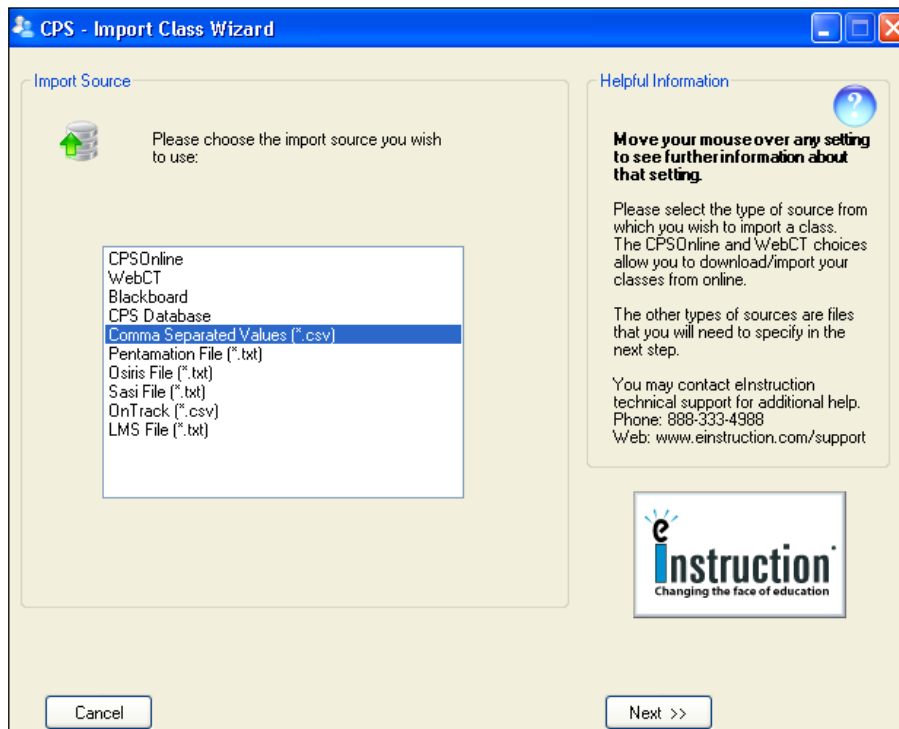 CPS - Import Class Wizard
Import Source
Please choose the import source you wish
to use:
CPSOnline
WebCT
Blackboard
CPS Database
Comma Separated Values (*.csv)
Pentamation File (*.txt)
Osiris File (*.txt)
Sasi File (*.txt)
OnTrack (*.csv)
LMS File (*.txt)
Helpful Information
?
Move your mouse over any setting
to see further information about
that setting.
Please select the type of source from
which you wish to import a class.
The CPSOnline and WebCT choices
allow you to download/import your
classes from online.
The other types of sources are files
that you will need to specify in the
next step.
You may contact eInstruction
technical support for additional help.
Phone: 888-333-4988
Web: www.einstruction.com/support
eInstruction
Changing the face of education
Cancel
Next >>